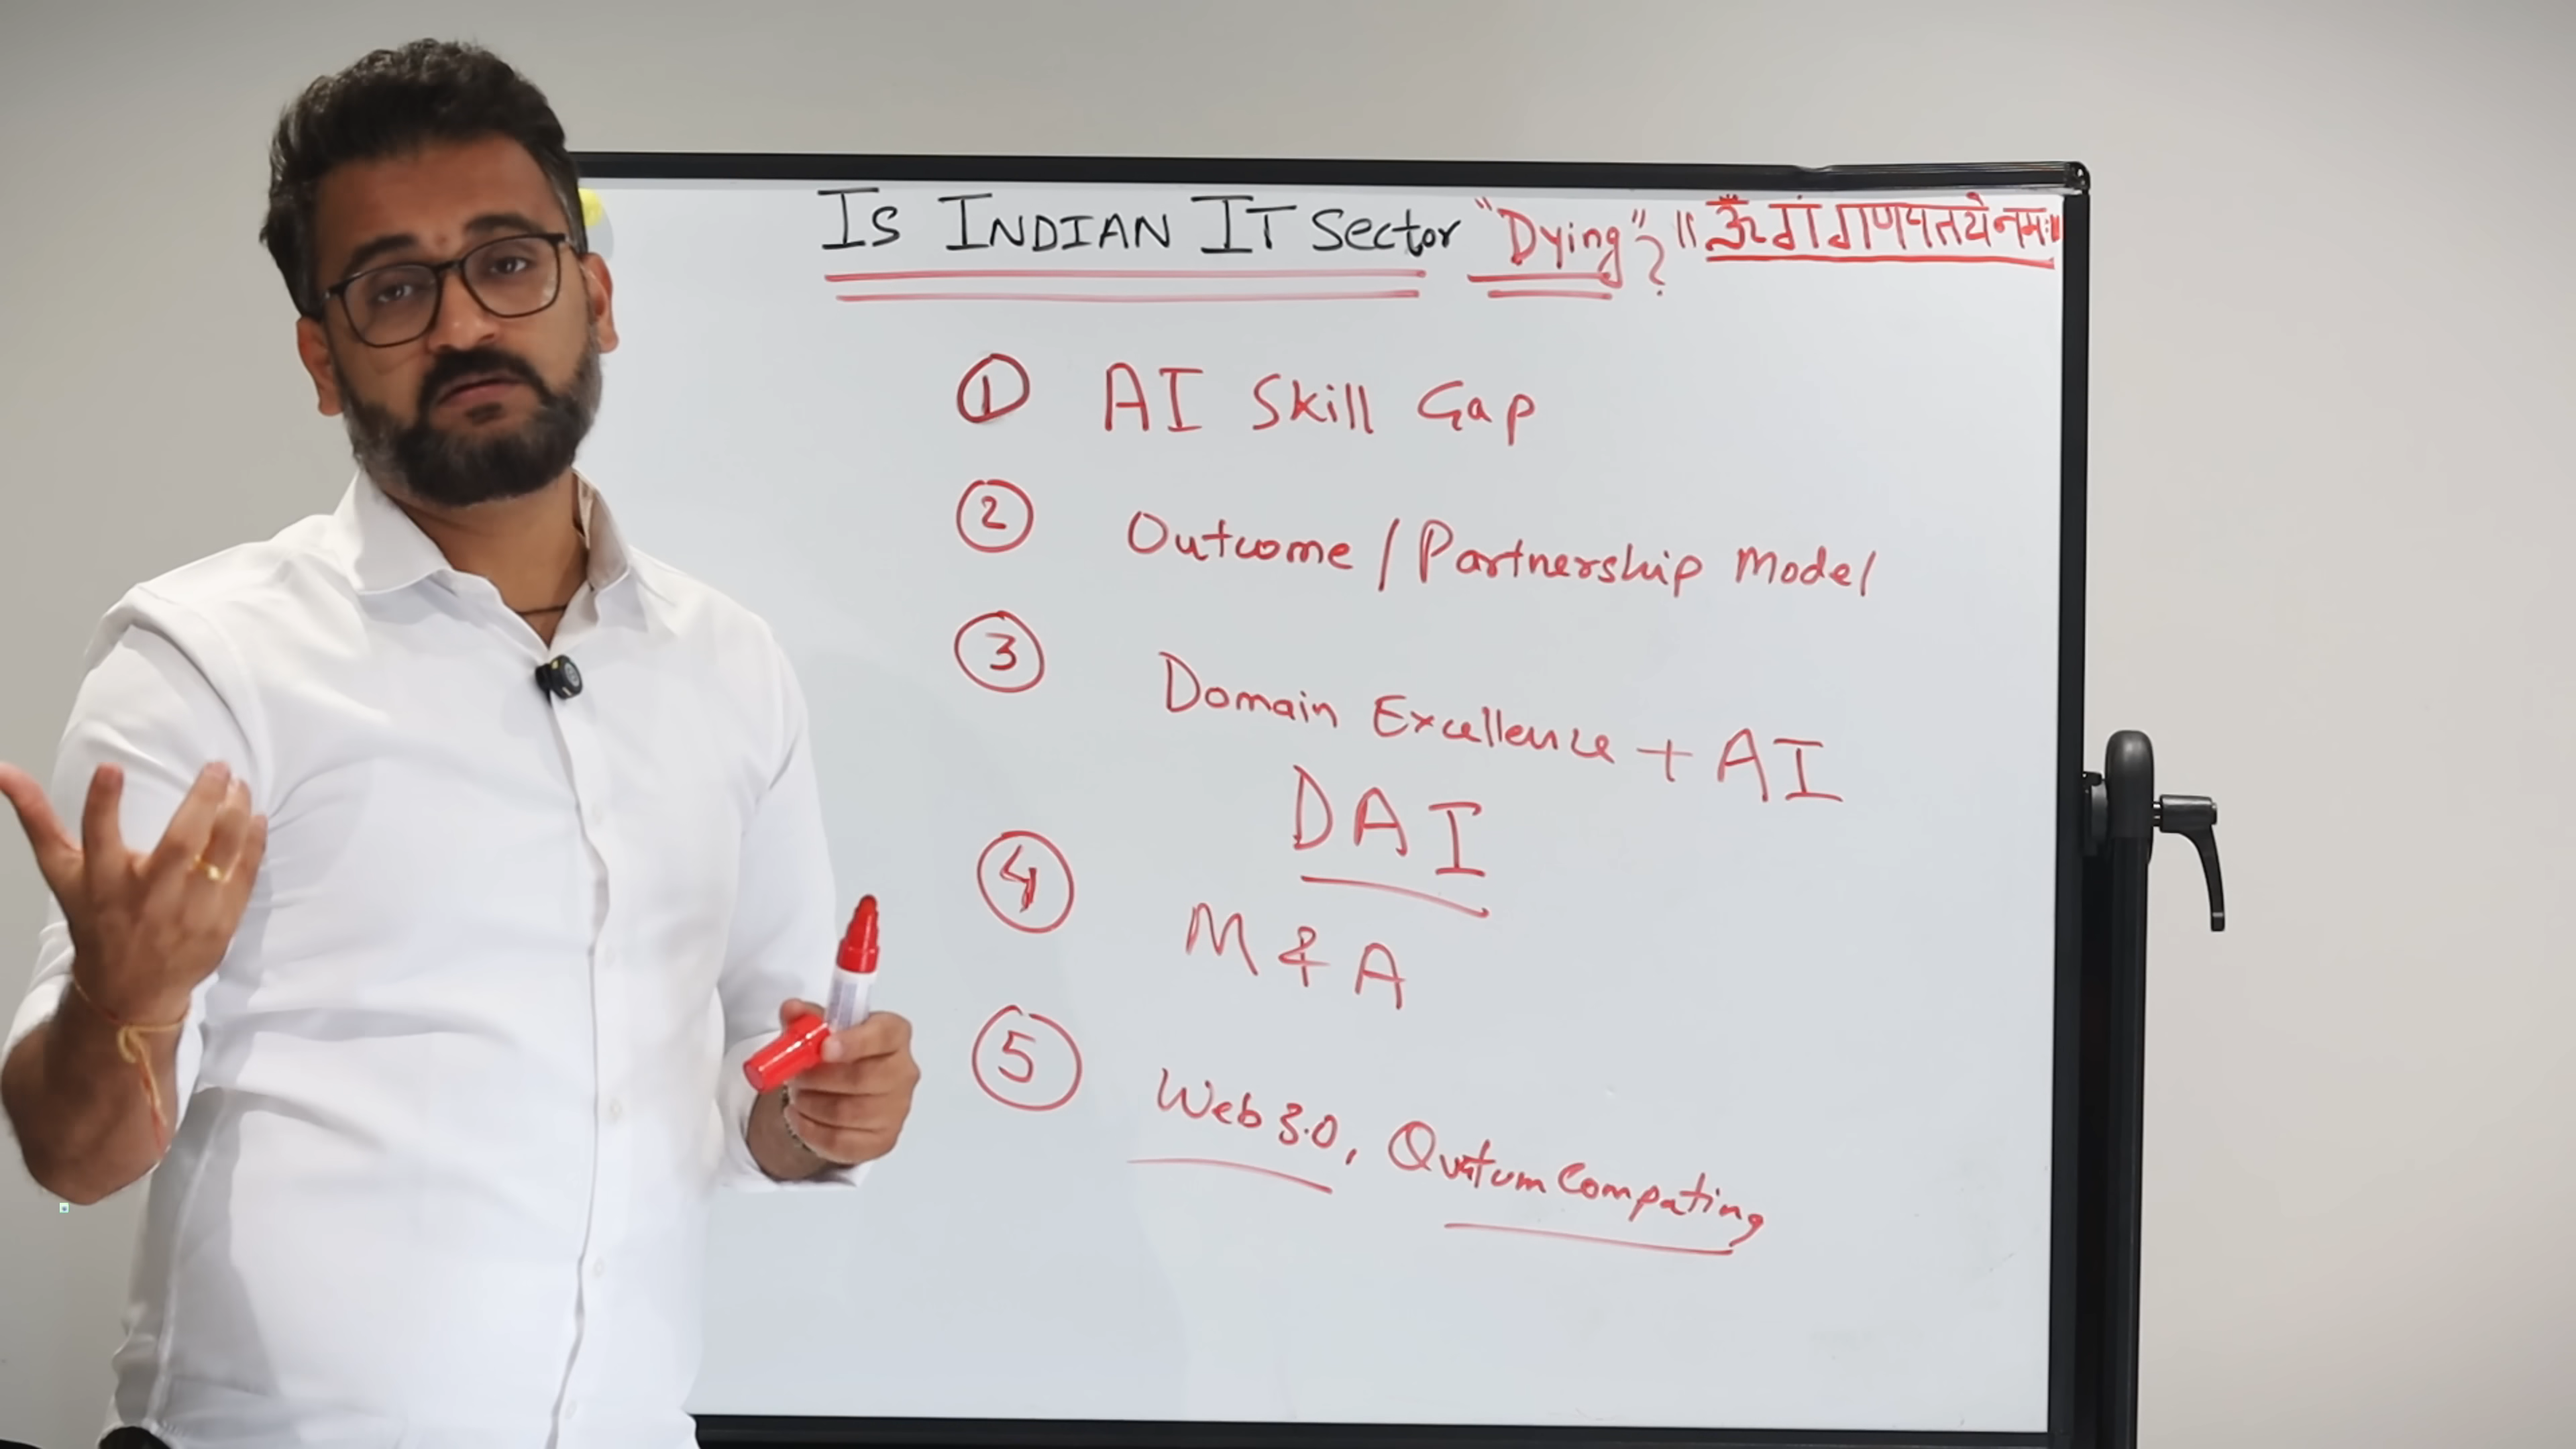 Is INDIAN IT Sector "Dying"? ॥ ॐ गं गणपतये नमः॥
1 AI Skill Gap
2 Outcome / Partnership Model
3 Domain Excellence + AI
DAI
4 M & A
5 Web 3.0, Qutum Compating